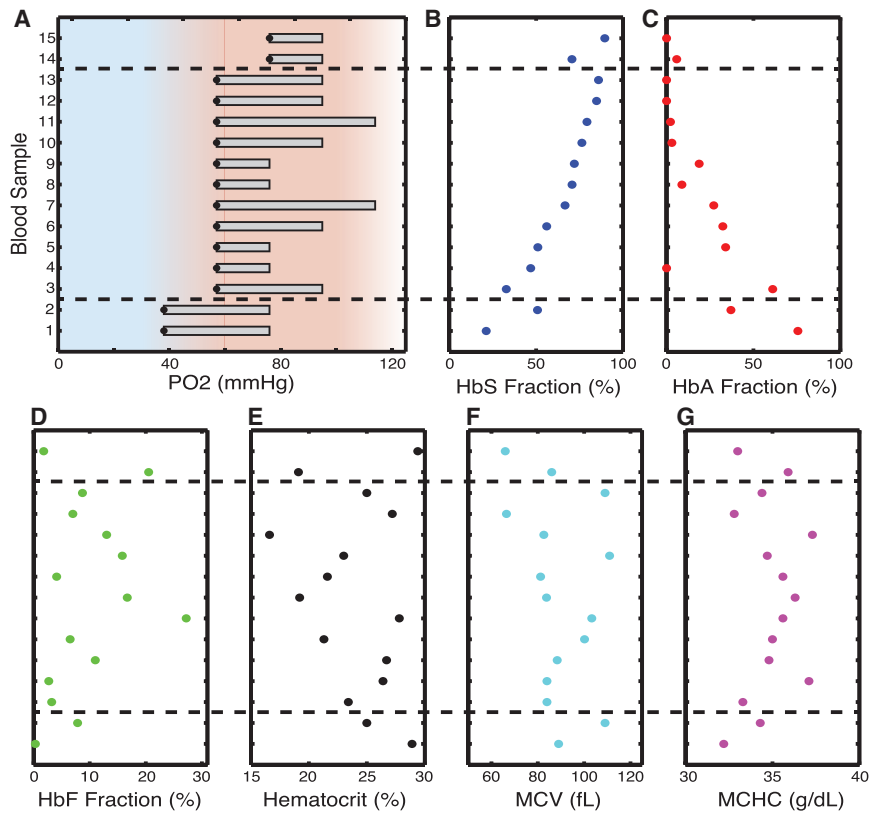 A B C
15
14
13
12
11
10
9
8
7
6
5
4
3
2
1
Blood Sample
0 40 80 120
PO2 (mmHg)
0 50 100
HbS Fraction (%)
0 50 100
HbA Fraction (%)
D E F G
0 10 20 30
HbF Fraction (%)
15 20 25 30
Hematocrit (%)
60 80 100 120
MCV (fL)
30 35 40
MCHC (g/dL)